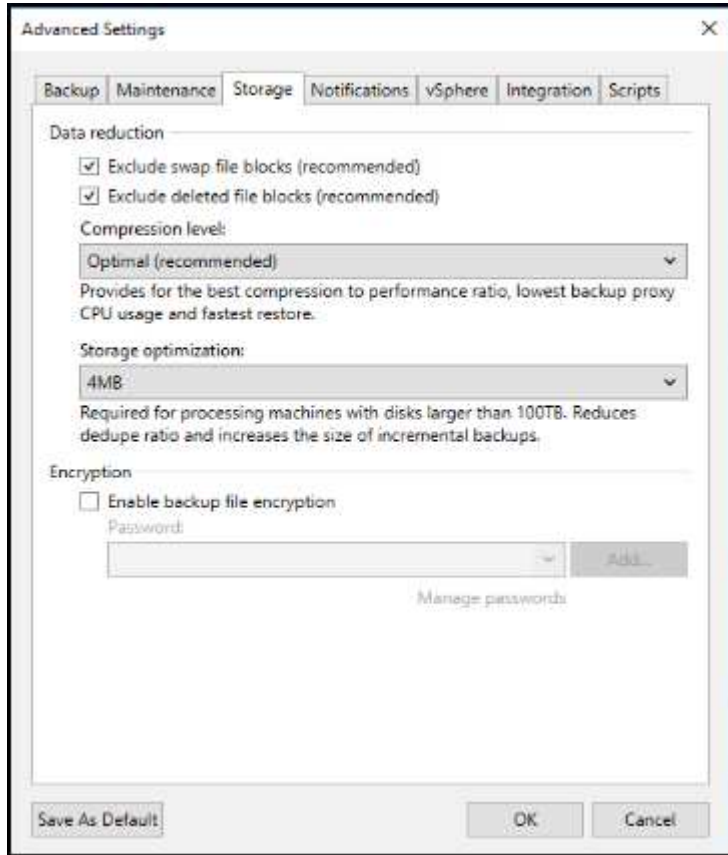 Advanced Settings
Backup Maintenance Storage Notifications vSphere Integration Scripts
Data reduction
Exclude swap file blocks (recommended)
Exclude deleted file blocks (recommended)
Compression level:
Optimal (recommended)
Provides for the best compression to performance ratio, lowest backup proxy
CPU usage and fastest restore.
Storage optimization:
4MB
Required for processing machines with disks larger than 100TB. Reduces
dedupe ratio and increases the size of incremental backups.
Encryption
Enable backup file encryption
Password:
Add...
Manage passwords
Save As Default OK Cancel